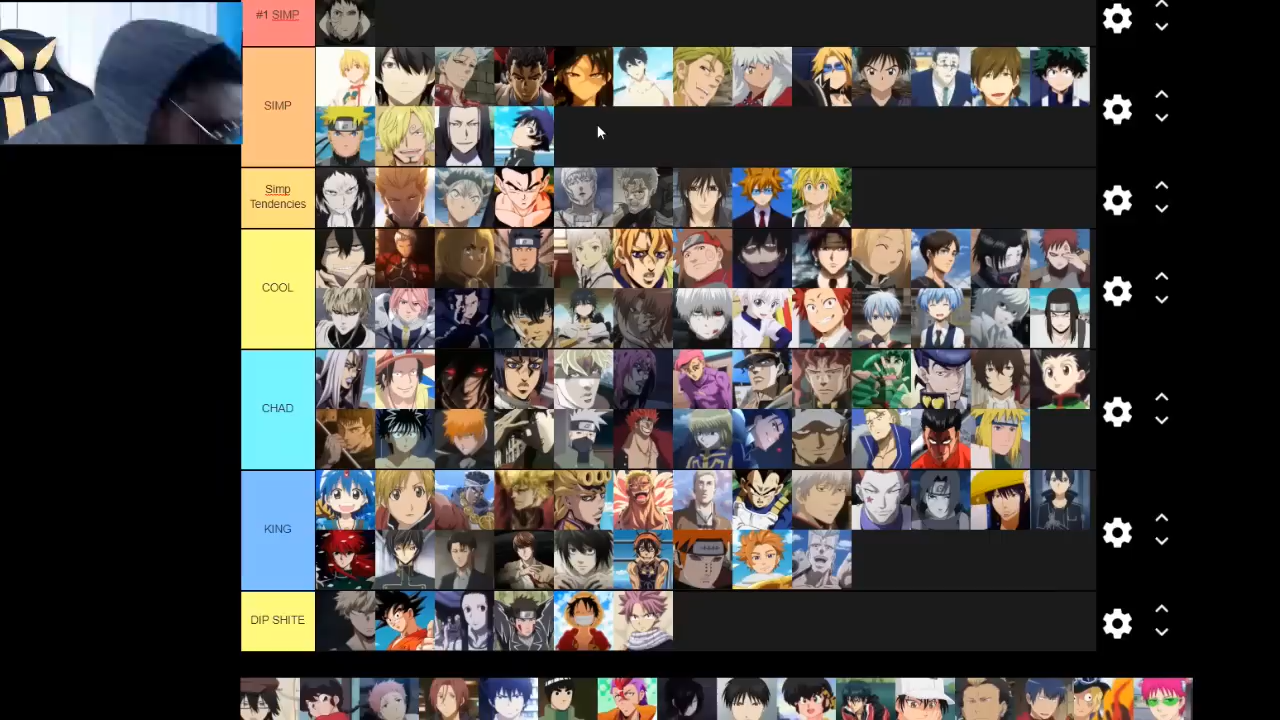 #1 SIMP
SIMP
Simp
Tendencies
COOL
CHAD
KING
DIP SHITE